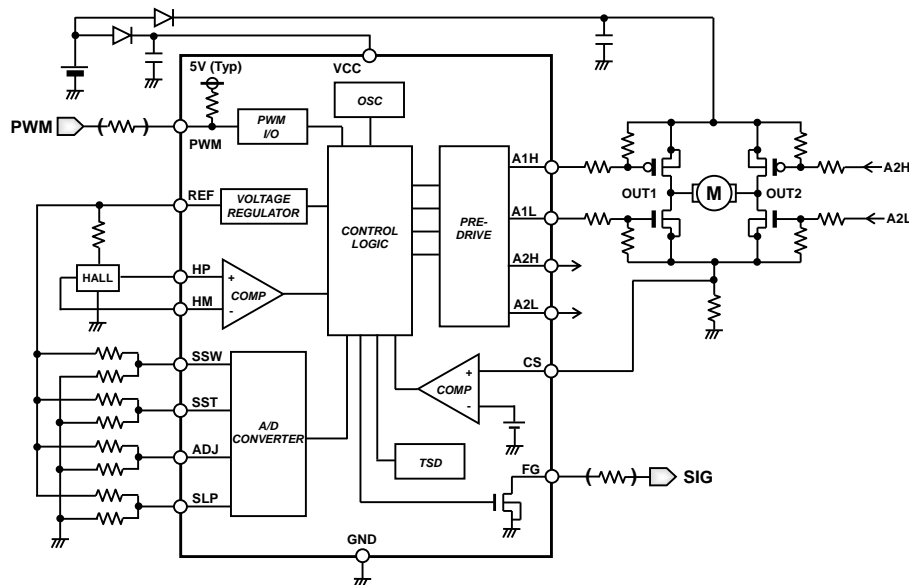 VCC
5V (Typ)
OSC
PWM
PWM
I/O
PWM
A1H
A2H
OUT1
M
OUT2
REF
VOLTAGE
REGULATOR
CONTROL
LOGIC
PRE-
DRIVE
A1L
A2L
HALL
HP
+
COMP
HM
-
A2H
A2L
SSW
CS
+
COMP
-
SST
A/D
CONVERTER
ADJ
TSD
FG
SIG
SLP
GND